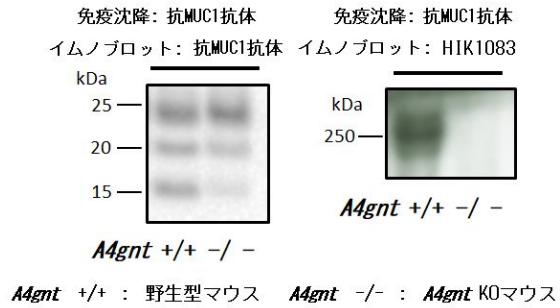 免疫沈降: 抗MUC1抗体
イムノブロット: 抗MUC1抗体
kDa
25
20
15
A4gnt +/+ -/ -
免疫沈降: 抗MUC1抗体
イムノブロット: HIK1083
kDa
250
A4gnt +/+ -/ -
A4gnt +/+ : 野生型マウス A4gnt -/- : A4gnt KOマウス